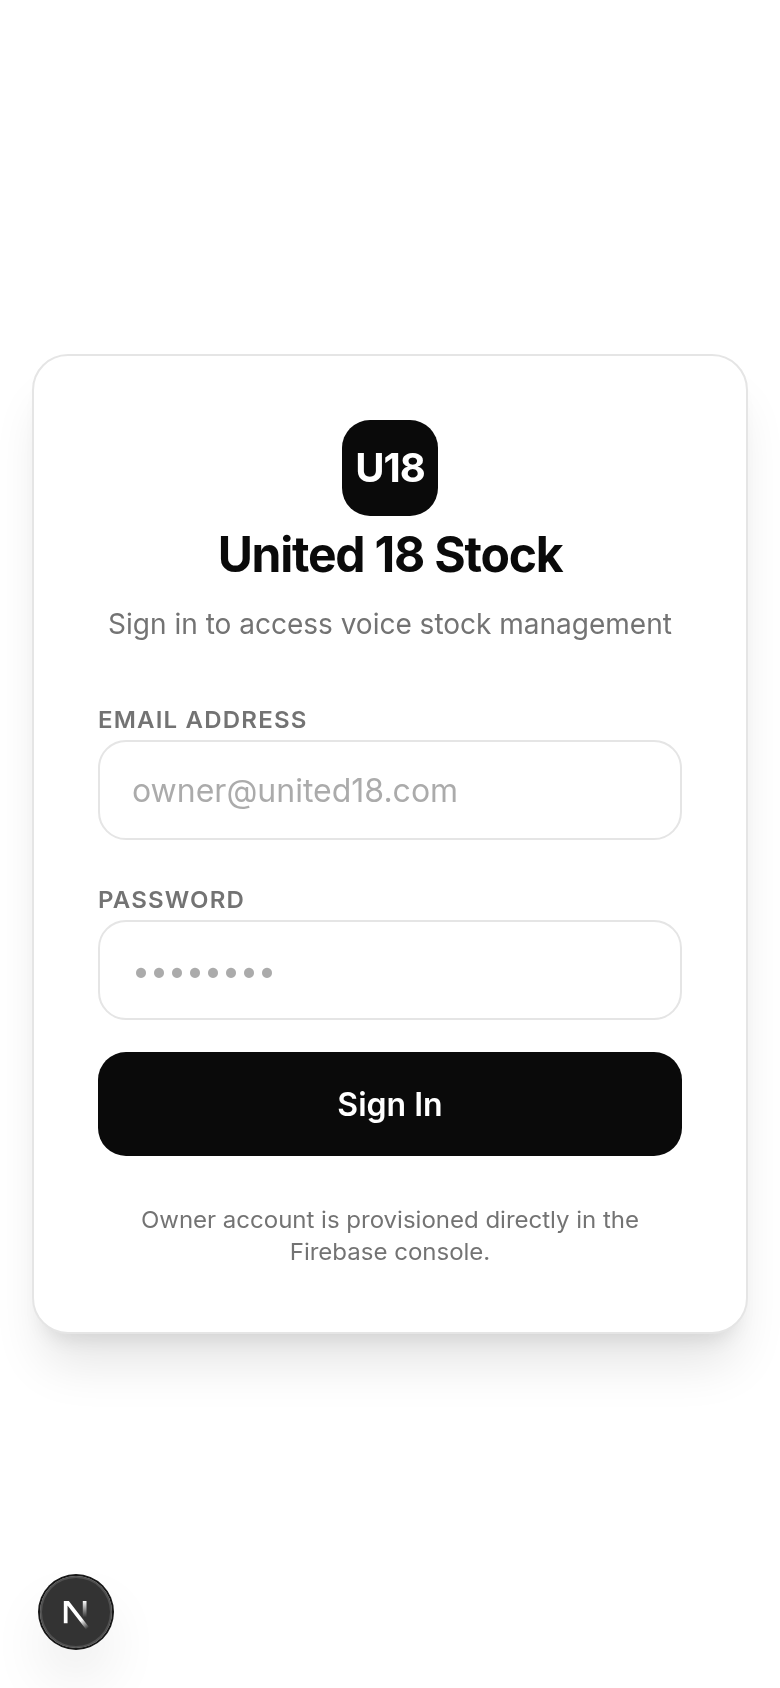 U18
United 18 Stock
Sign in to access voice stock management
EMAIL ADDRESS
owner@united18.com
PASSWORD
••••••••
Sign In
Owner account is provisioned directly in the
Firebase console.
N